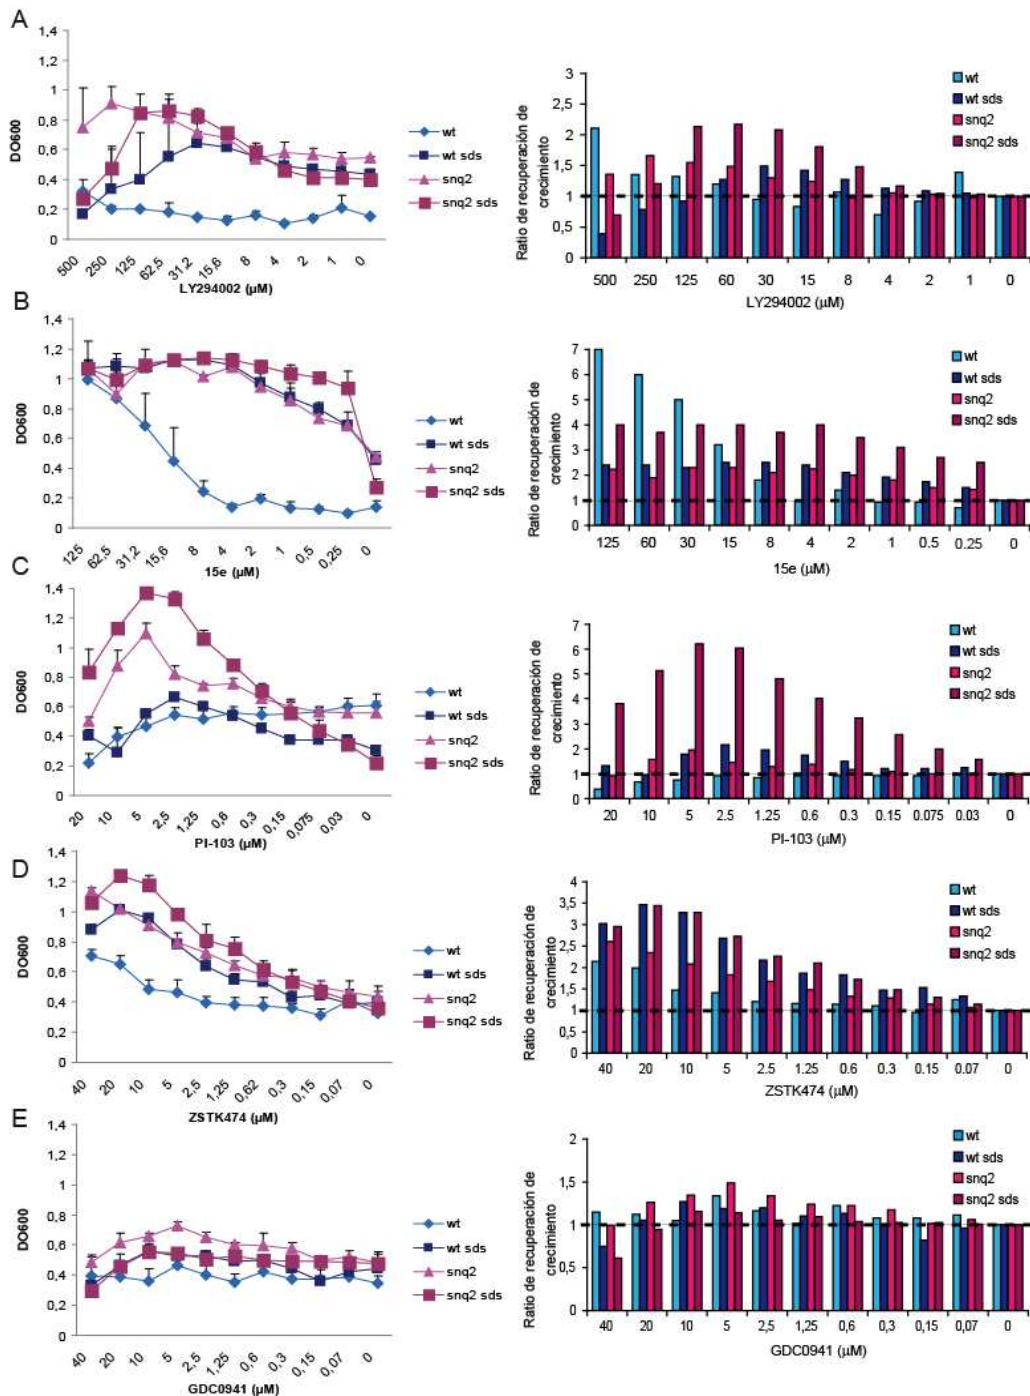 A
DO600
1,4
1,2
1
0,8
0,6
0,4
0,2
0
500 250 125 62,5 31,2 15,6 8 4 2 1 0
LY294002 (µM)
wt
wt sds
snq2
snq2 sds
Ratio de recuperación de
crecimiento
3
2,5
2
1,5
1
0,5
0
500 250 125 60 30 15 8 4 2 1 0
LY294002 (µM)
wt
wt sds
snq2
snq2 sds
B
DO600
1,4
1,2
1
0,8
0,6
0,4
0,2
0
125 62,5 31,2 15,6 8 4 2 1 0,5 0,25 0
15e (µM)
wt
wt sds
snq2
snq2 sds
Ratio de recuperación de
crecimiento
7
6
5
4
3
2
1
0
125 60 30 15 8 4 2 1 0.5 0.25 0
15e (µM)
wt
wt sds
snq2
snq2 sds
C
DO600
1,4
1,2
1
0,8
0,6
0,4
0,2
0
20 10 5 2,5 1,25 0,6 0,3 0,15 0,075 0,03 0
PI-103 (µM)
wt
wt sds
snq2
snq2 sds
Ratio de recuperación de
crecimiento
7
6
5
4
3
2
1
0
20 10 5 2.5 1.25 0.6 0.3 0.15 0.075 0.03 0
PI-103 (µM)
wt
wt sds
snq2
snq2 sds
D
DO600
1,4
1,2
1
0,8
0,6
0,4
0,2
0
40 20 10 5 2,5 1,25 0,62 0,3 0,15 0,07 0
ZSTK474 (µM)
wt
wt sds
snq2
snq2 sds
Ratio de recuperación de
crecimiento
4
3,5
3
2,5
2
1,5
1
0,5
0
40 20 10 5 2.5 1.25 0.6 0.3 0.15 0.07 0
ZSTK474 (µM)
wt
wt sds
snq2
snq2 sds
E
DO600
1,4
1,2
1
0,8
0,6
0,4
0,2
0
40 20 10 5 2,5 1,25 0,6 0,3 0,15 0,07 0
GDC0941 (µM)
wt
wt sds
snq2
snq2 sds
Ratio de recuperación de
crecimiento
2
1,5
1
0,5
0
40 20 10 5 2,5 1,25 0,6 0,3 0,15 0,07 0
GDC0941 (µM)
wt
wt sds
snq2
snq2 sds